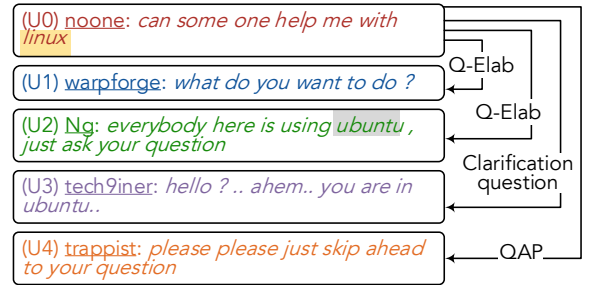 (U0) noone: can some one help me with
linux
(U1) warpforge: what do you want to do ?
(U2) Ng: everybody here is using ubuntu ,
just ask your question
(U3) tech9iner: hello ? .. ahem.. you are in
ubuntu..
(U4) trappist: please please just skip ahead
to your question
Q-Elab
Q-Elab
Clarification
question
QAP